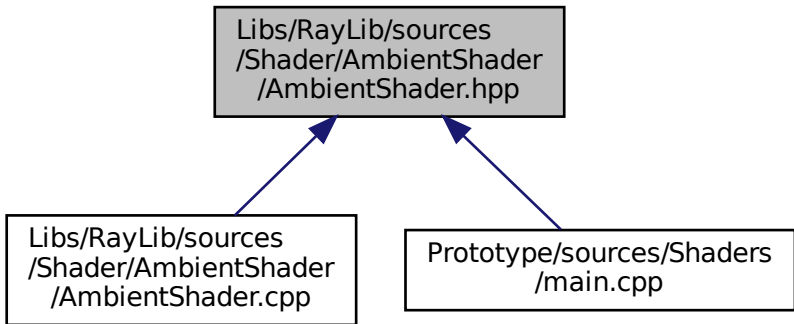 Libs/RayLib/sources
/Shader/AmbientShader
/AmbientShader.hpp
Libs/RayLib/sources
/Shader/AmbientShader
/AmbientShader.cpp
Prototype/sources/Shaders
/main.cpp